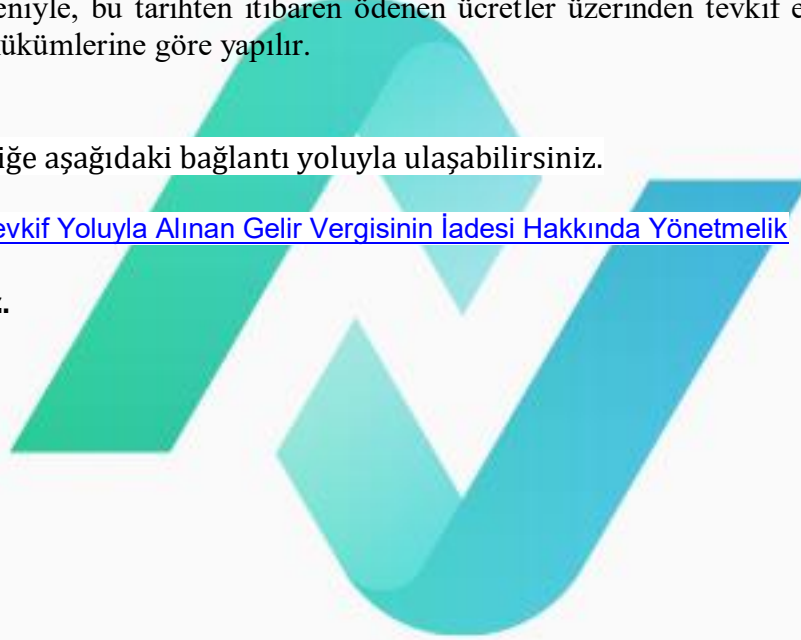 eniyle, bu tarihten itibaren ödenen ücretler üzerinden tevkif e
ükümlerine göre yapılır.
iğe aşağıdaki bağlantı yoluyla ulaşabilirsiniz.
evkif Yoluyla Alınan Gelir Vergisinin İadesi Hakkında Yönetmelik
z.